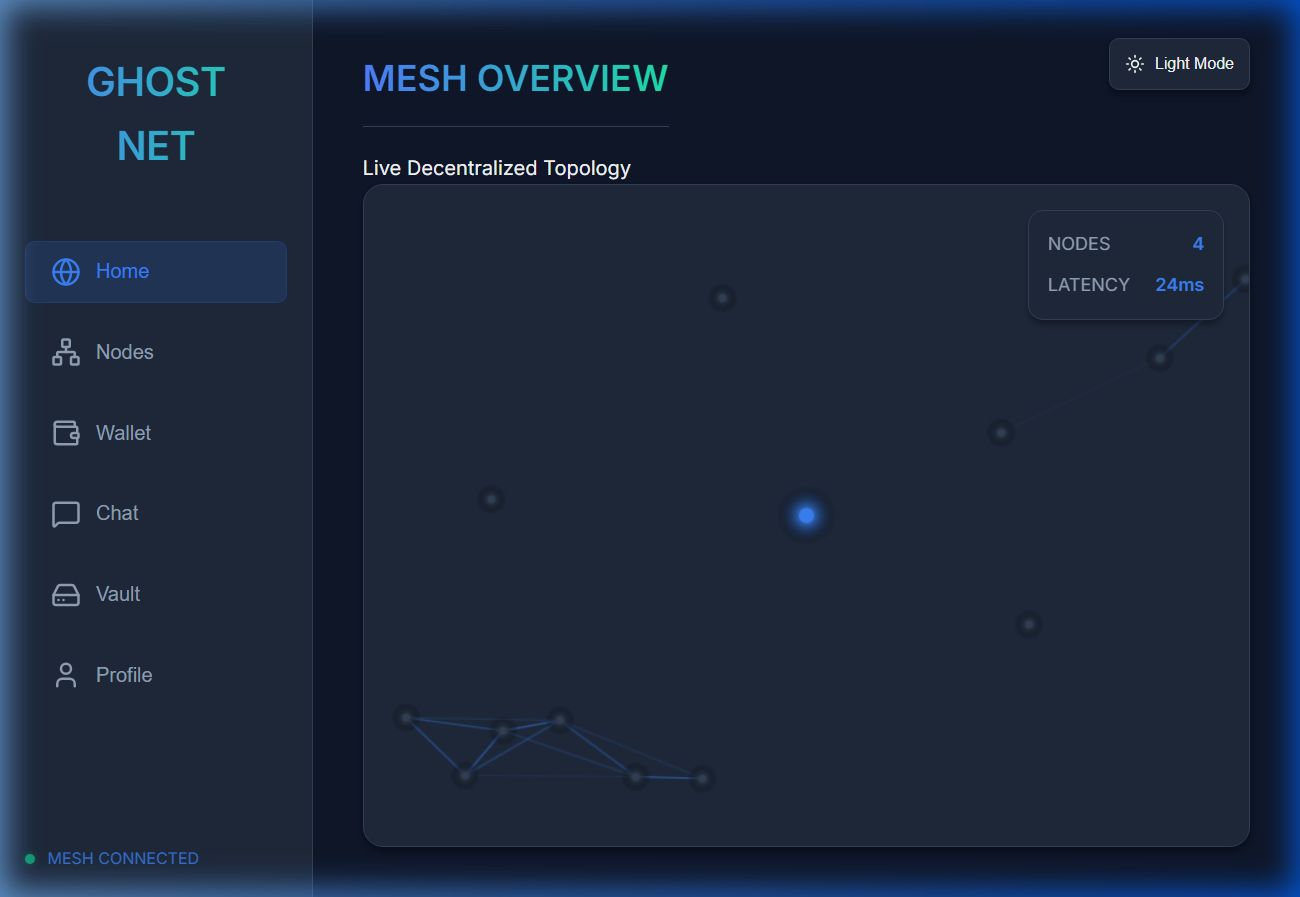 GHOST
NET
Home
Nodes
Wallet
Chat
Vault
Profile
MESH CONNECTED
MESH OVERVIEW
Light Mode
Live Decentralized Topology
NODES 4
LATENCY 24ms